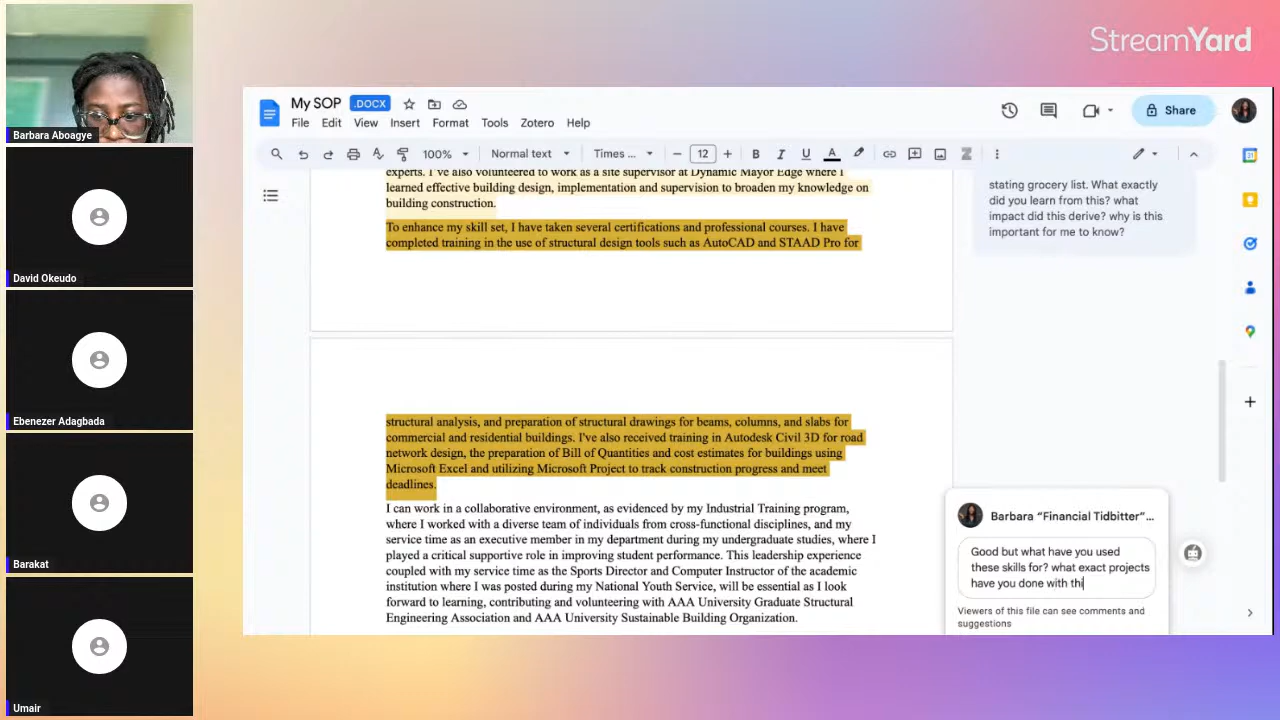 StreamYard
Barbara Aboagye
David Okeudo
Ebenezer Adagbada
Barakat
Umair
My SOP .DOCX
File Edit View Insert Format Tools Zotero Help
Share
100% Normal text Times ... 12 B I U A
experts. I've also volunteered to work as a site supervisor at Dynamic Mayor Edge where I
learned effective building design, implementation and supervision to broaden my knowledge on
building construction.
To enhance my skill set, I have taken several certifications and professional courses. I have
completed training in the use of structural design tools such as AutoCAD and STAAD Pro for
structural analysis, and preparation of structural drawings for beams, columns, and slabs for
commercial and residential buildings. I've also received training in Autodesk Civil 3D for road
network design, the preparation of Bill of Quantities and cost estimates for buildings using
Microsoft Excel and utilizing Microsoft Project to track construction progress and meet
deadlines.
I can work in a collaborative environment, as evidenced by my Industrial Training program,
where I worked with a diverse team of individuals from cross-functional disciplines, and my
service time as an executive member in my department during my undergraduate studies, where I
played a critical supportive role in improving student performance. This leadership experience
coupled with my service time as the Sports Director and Computer Instructor of the academic
institution where I was posted during my National Youth Service, will be essential as I look
forward to learning, contributing and volunteering with AAA University Graduate Structural
Engineering Association and AAA University Sustainable Building Organization.
stating grocery list. What exactly
did you learn from this? what
impact did this derive? why is this
important for me to know?
Barbara “Financial Tidbitter”...
Good but what have you used
these skills for? what exact projects
have you done with thi
Viewers of this file can see comments and
suggestions
31